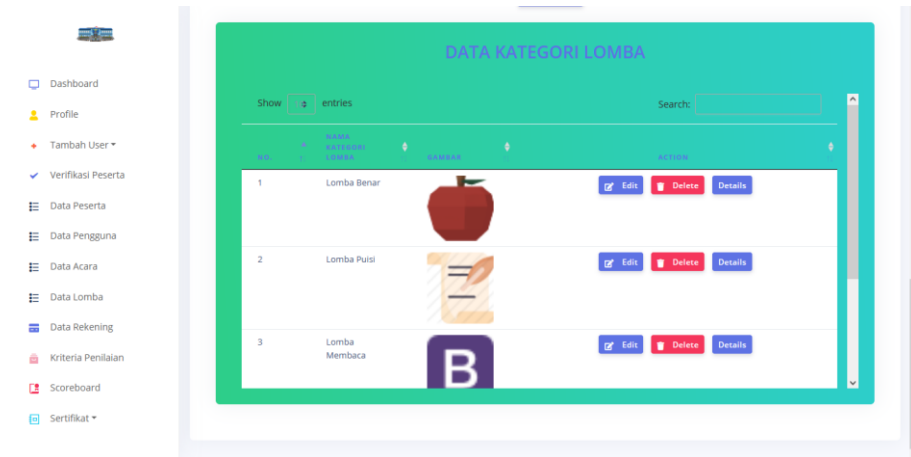 Dashboard
Profile
Tambah User
Verifikasi Peserta
Data Peserta
Data Pengguna
Data Acara
Data Lomba
Data Rekening
Kriteria Penilaian
Scoreboard
Sertifikat
DATA KATEGORI LOMBA
Show entries
Search:
NO.
NAMA
KATEGORI
LOMBA
GAMBAR
ACTION
1 Lomba Benar Edit Delete Details
2 Lomba Puisi Edit Delete Details
3 Lomba
Membaca
B
Edit Delete Details